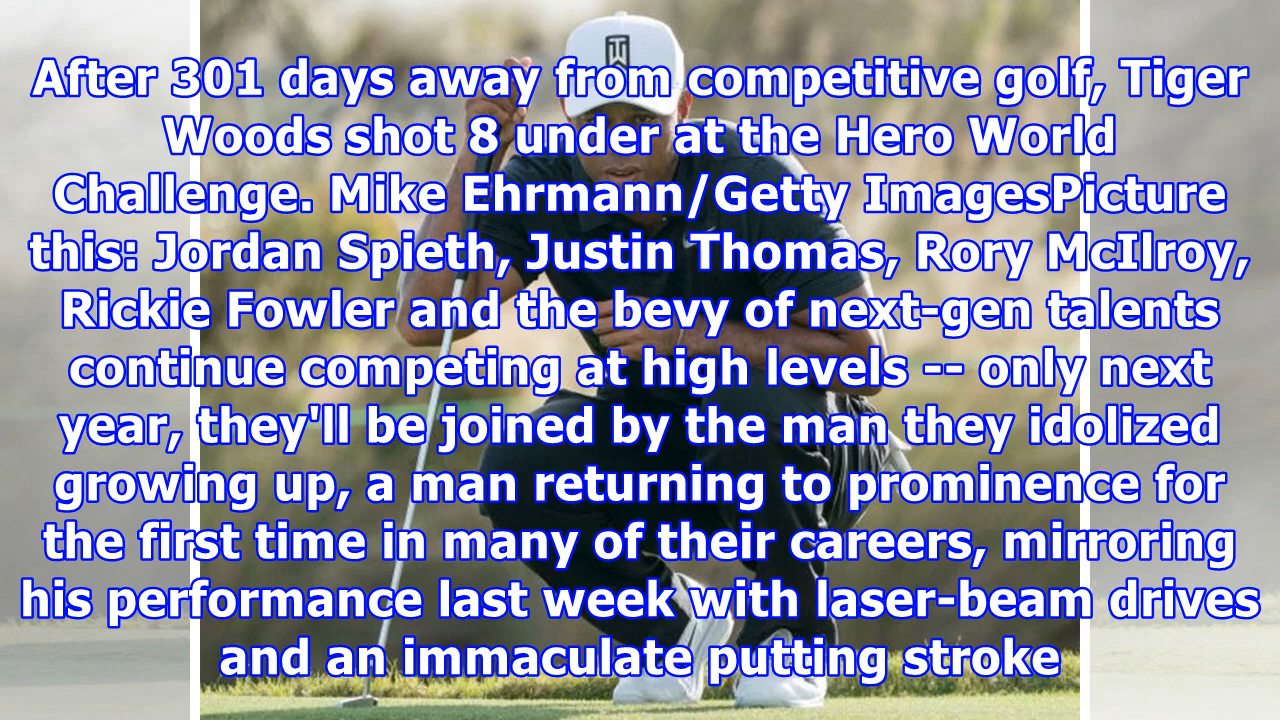 After 301 days away from competitive golf, Tiger
Woods shot 8 under at the Hero World
Challenge. Mike Ehrmann/Getty ImagesPicture
this: Jordan Spieth, Justin Thomas, Rory McIlroy,
Rickie Fowler and the bevy of next-gen talents
continue competing at high levels -- only next
year, they'll be joined by the man they idolized
growing up, a man returning to prominence for
the first time in many of their careers, mirroring
his performance last week with laser-beam drives
and an immaculate putting stroke